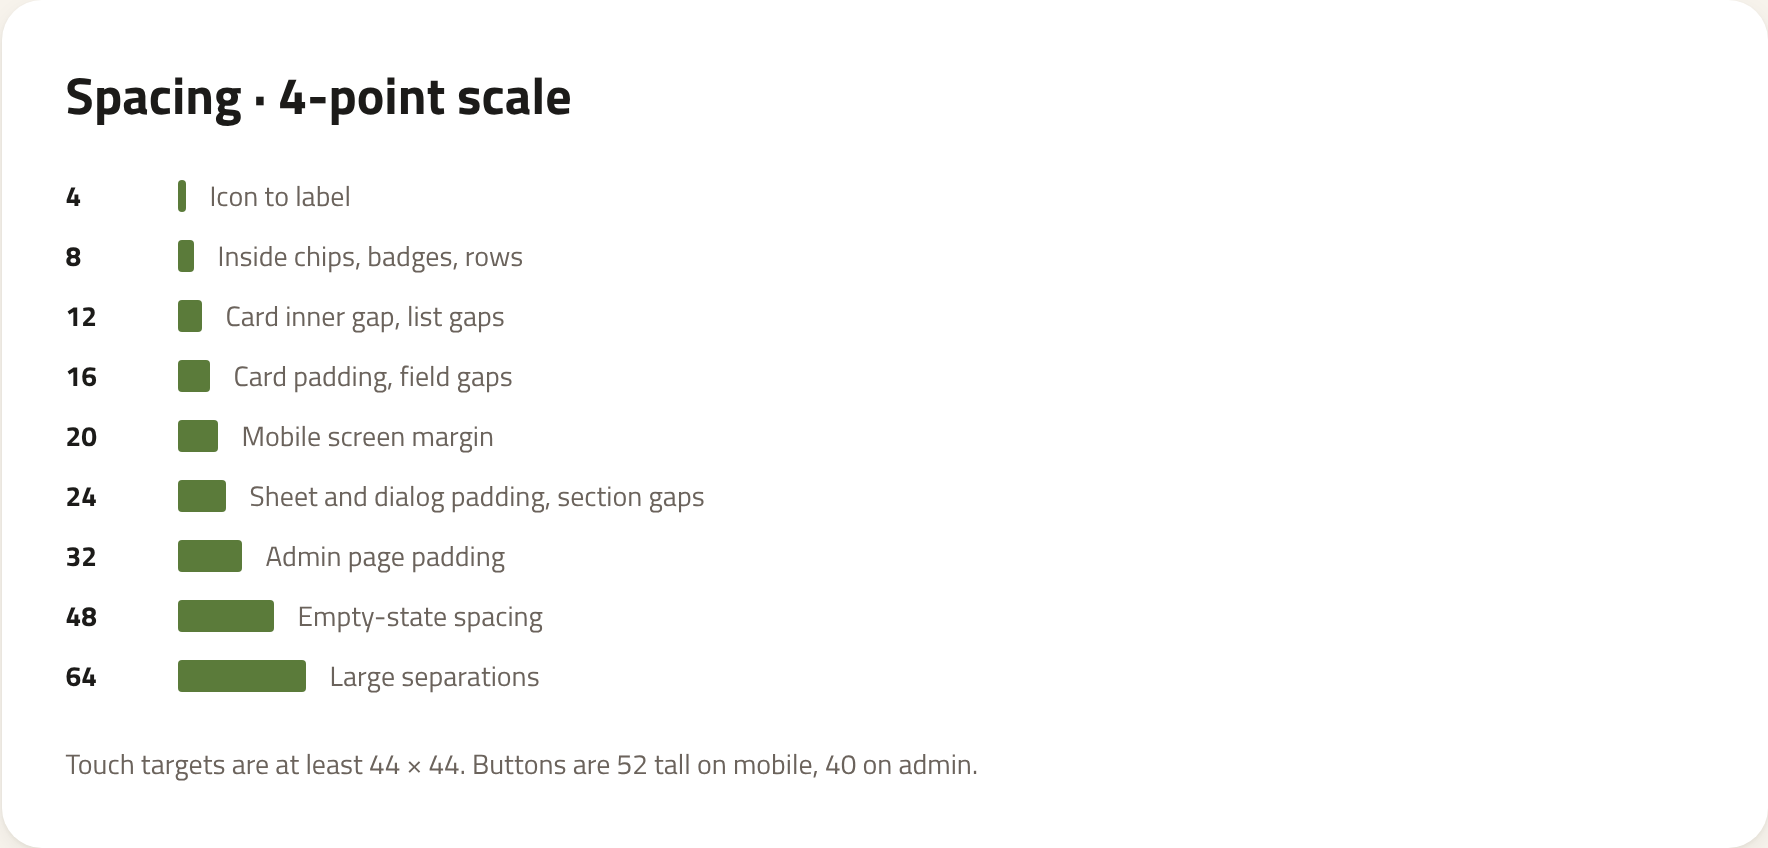 Spacing · 4-point scale
4 Icon to label
8 Inside chips, badges, rows
12 Card inner gap, list gaps
16 Card padding, field gaps
20 Mobile screen margin
24 Sheet and dialog padding, section gaps
32 Admin page padding
48 Empty-state spacing
64 Large separations
Touch targets are at least 44 × 44. Buttons are 52 tall on mobile, 40 on admin.